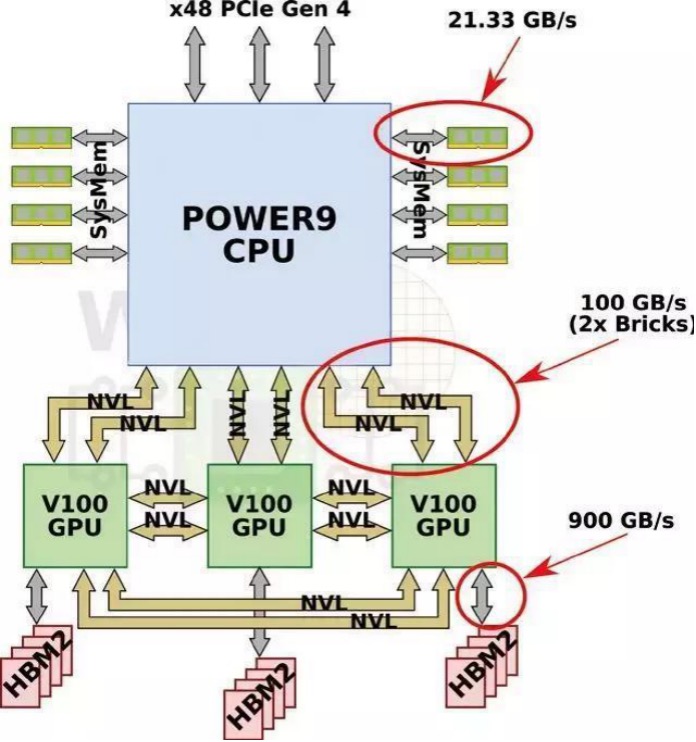 x48 PCIe Gen 4
21.33 GB/s
SysMem
SysMem
POWER9
CPU
100 GB/s
(2x Bricks)
NVL
NVL
NVL
NVL
NVL
NVL
V100
GPU
NVL
NVL
V100
GPU
NVL
NVL
V100
GPU
900 GB/s
NVL
NVL
HBM2
HBM2
HBM2